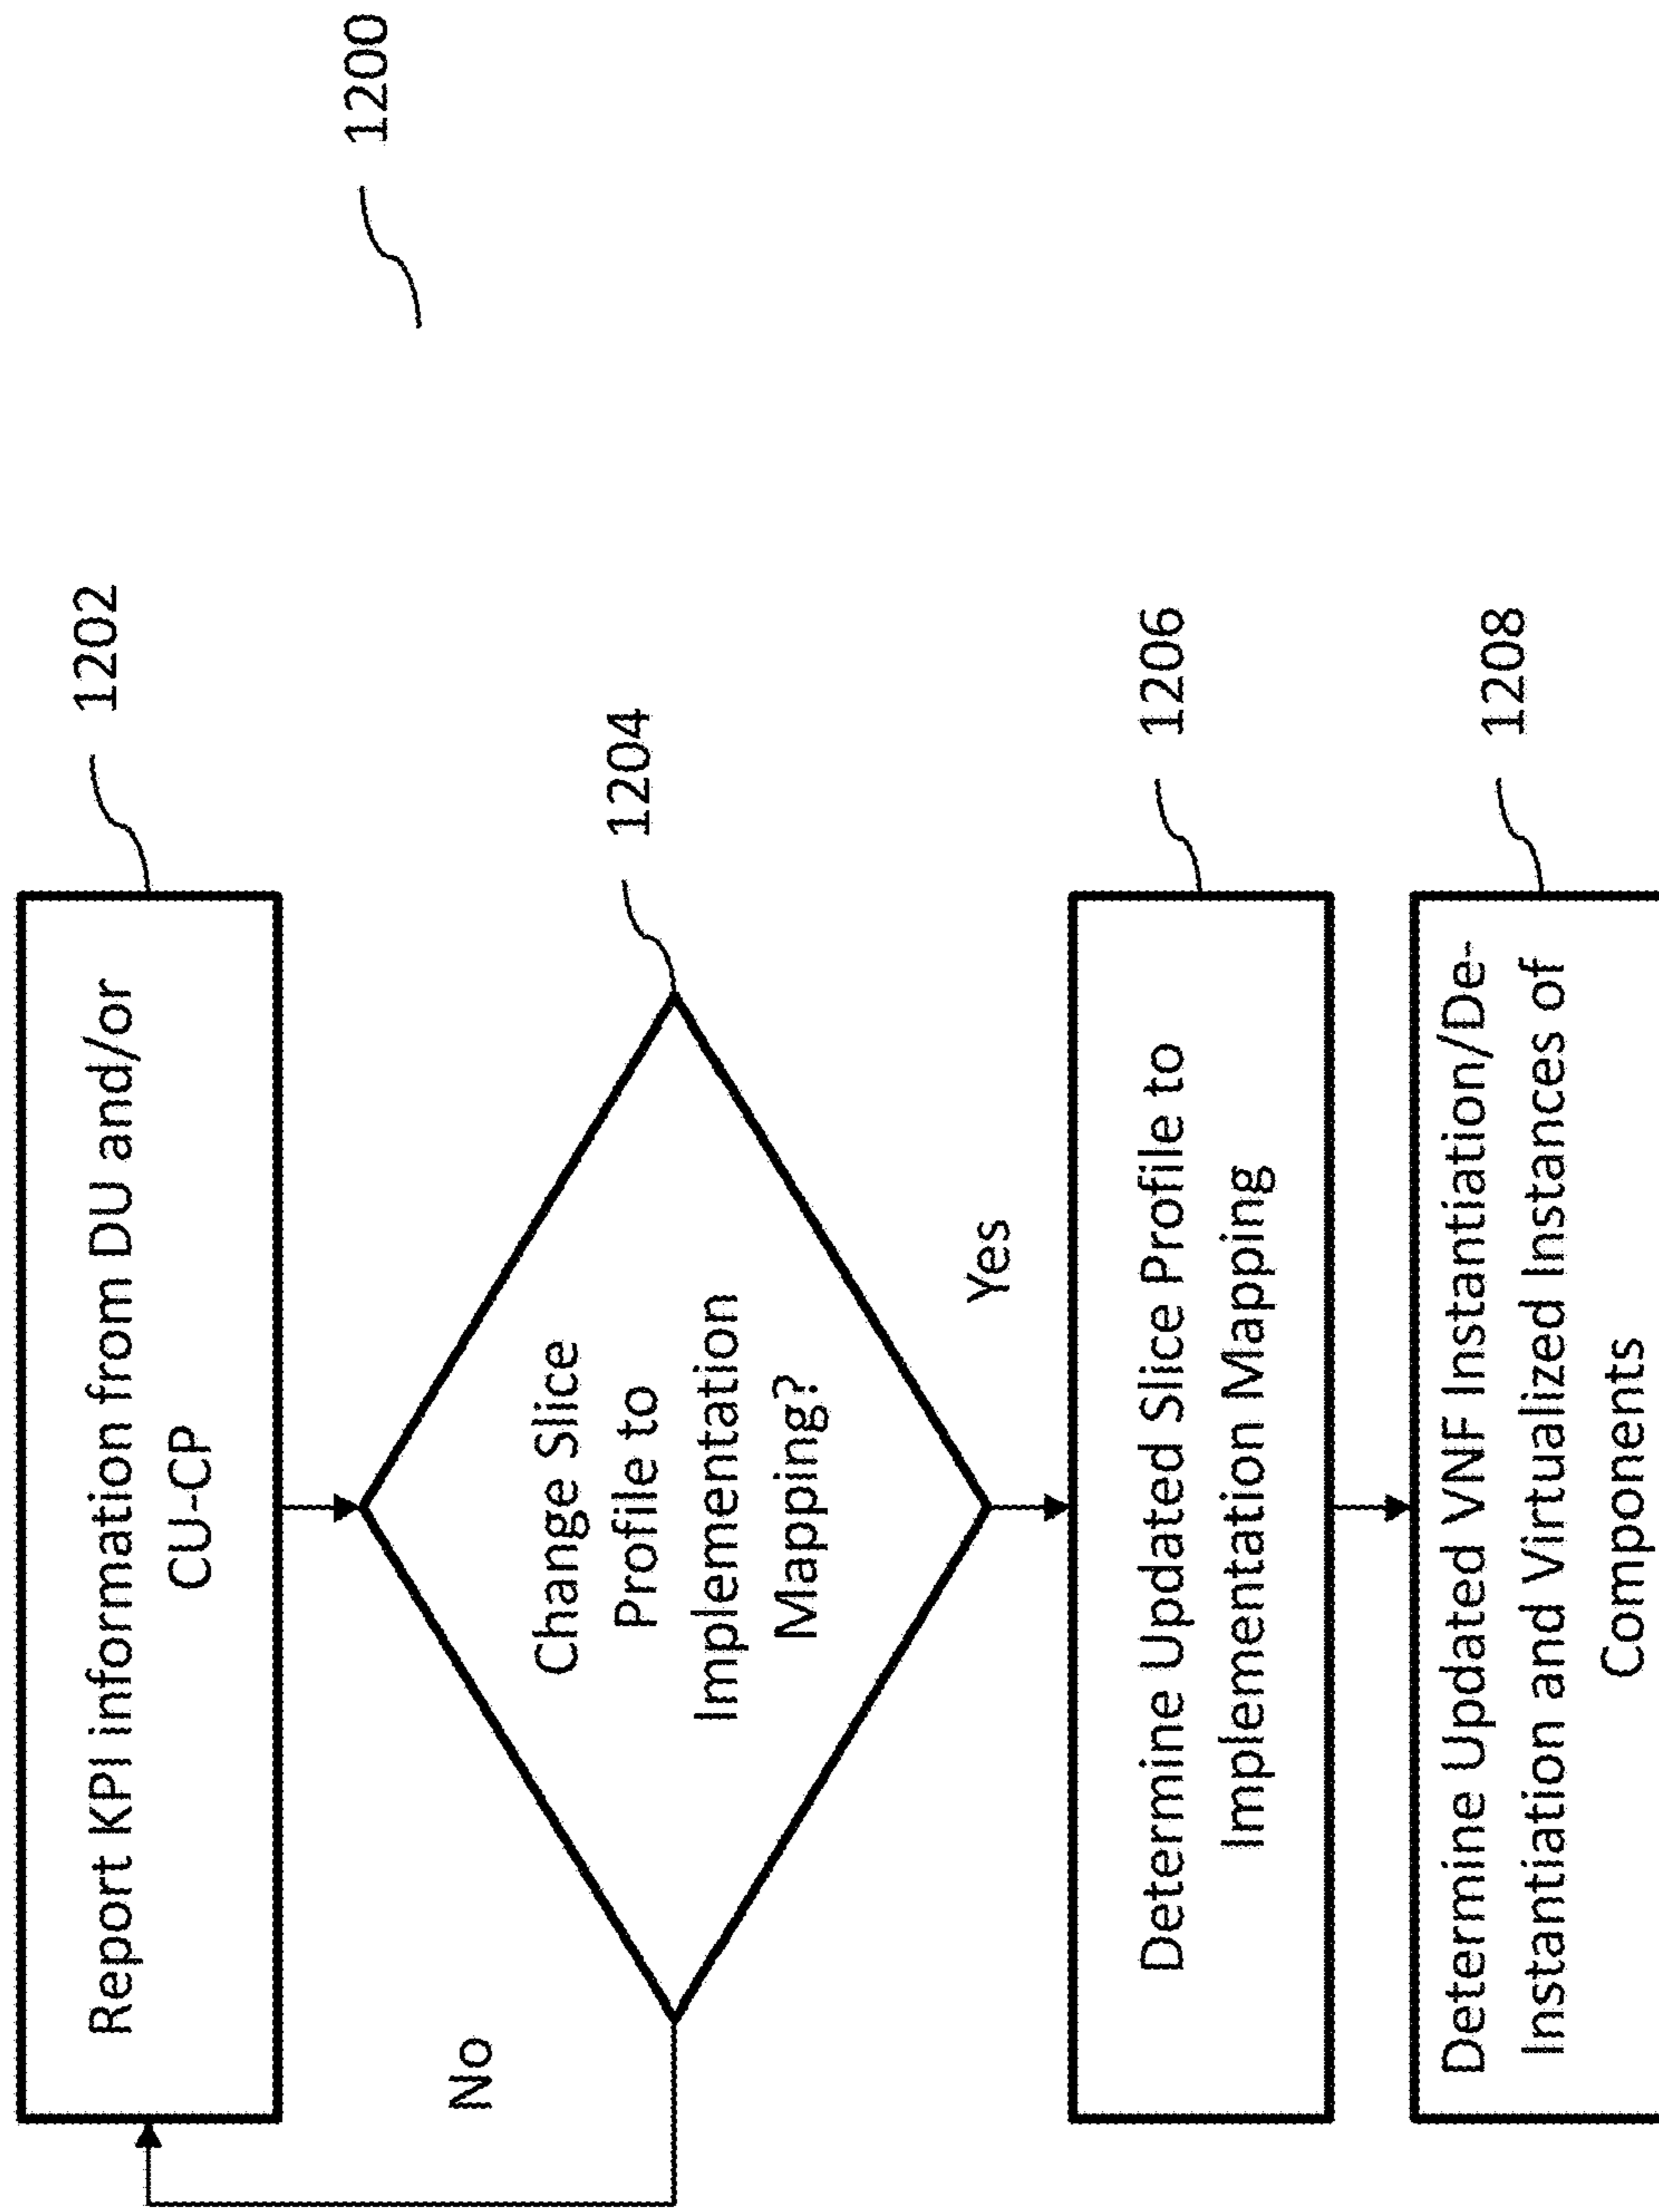 1200
Report KPI information from DU and/or
CU-CP
1202
Change Slice
Profile to
Implementation
Mapping?
1204
No
Yes
Determine Updated Slice Profile to
Implementation Mapping
1206
Determine Updated VNF Instantiation/De-
Instantiation and Virtualized Instances of
Components
1208